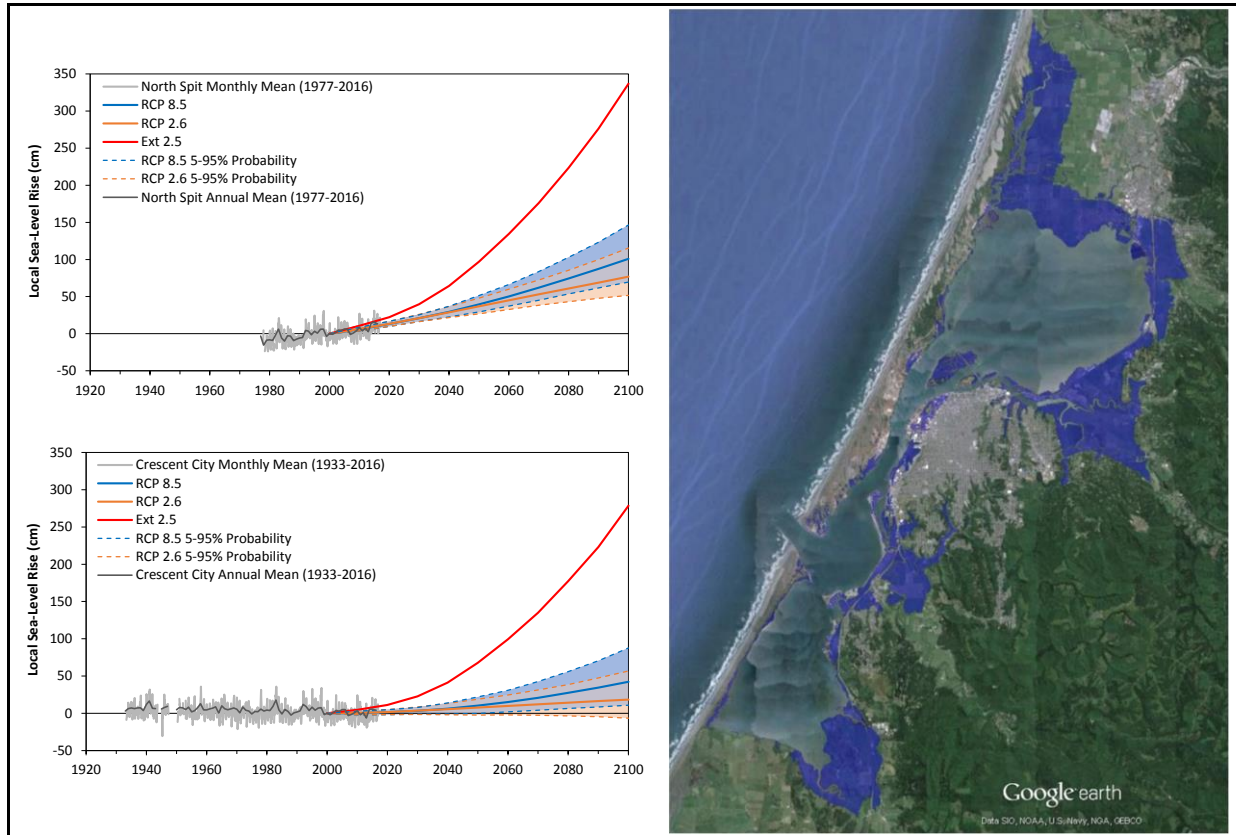 350
300
250
200
150
100
50
0
-50
Local Sea-Level Rise (cm)
North Spit Monthly Mean (1977-2016)
RCP 8.5
RCP 2.6
Ext 2.5
RCP 8.5 5-95% Probability
RCP 2.6 5-95% Probability
North Spit Annual Mean (1977-2016)
1920 1940 1960 1980 2000 2020 2040 2060 2080 2100
350
300
250
200
150
100
50
0
-50
Local Sea-Level Rise (cm)
Crescent City Monthly Mean (1933-2016)
RCP 8.5
RCP 2.6
Ext 2.5
RCP 8.5 5-95% Probability
RCP 2.6 5-95% Probability
Crescent City Annual Mean (1933-2016)
1920 1940 1960 1980 2000 2020 2040 2060 2080 2100
Google earth
Data SIO, NOAA, U.S. Navy, NGA, GEBCO